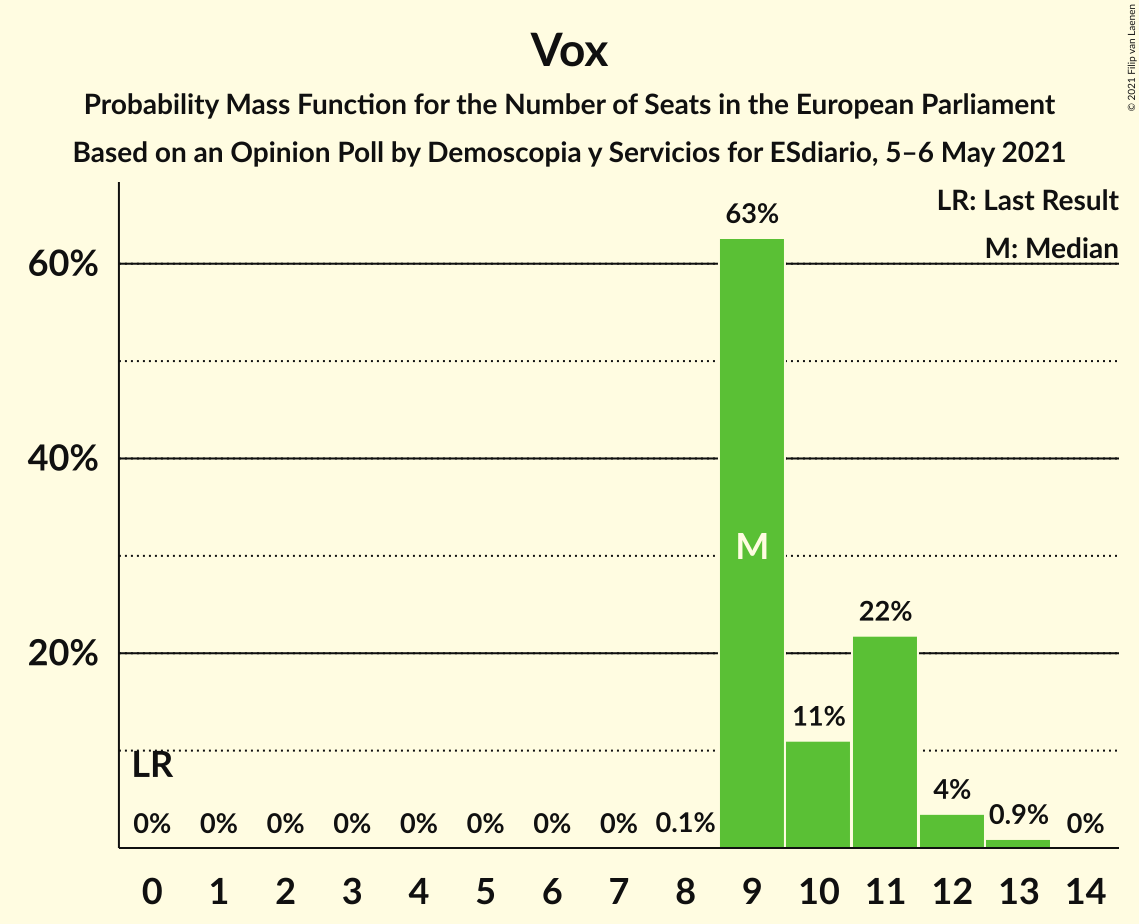 Vox
Probability Mass Function for the Number of Seats in the European Parliament
Based on an Opinion Poll by Demoscopia y Servicios for ESdiario, 5–6 May 2021
© 2021 Filip van Laenen
LR: Last Result
M: Median
60%
40%
20%
63%
M
22%
11%
LR
4%
0% 0% 0% 0% 0% 0% 0% 0% 0.1% 0.9% 0%
0 1 2 3 4 5 6 7 8 9 10 11 12 13 14